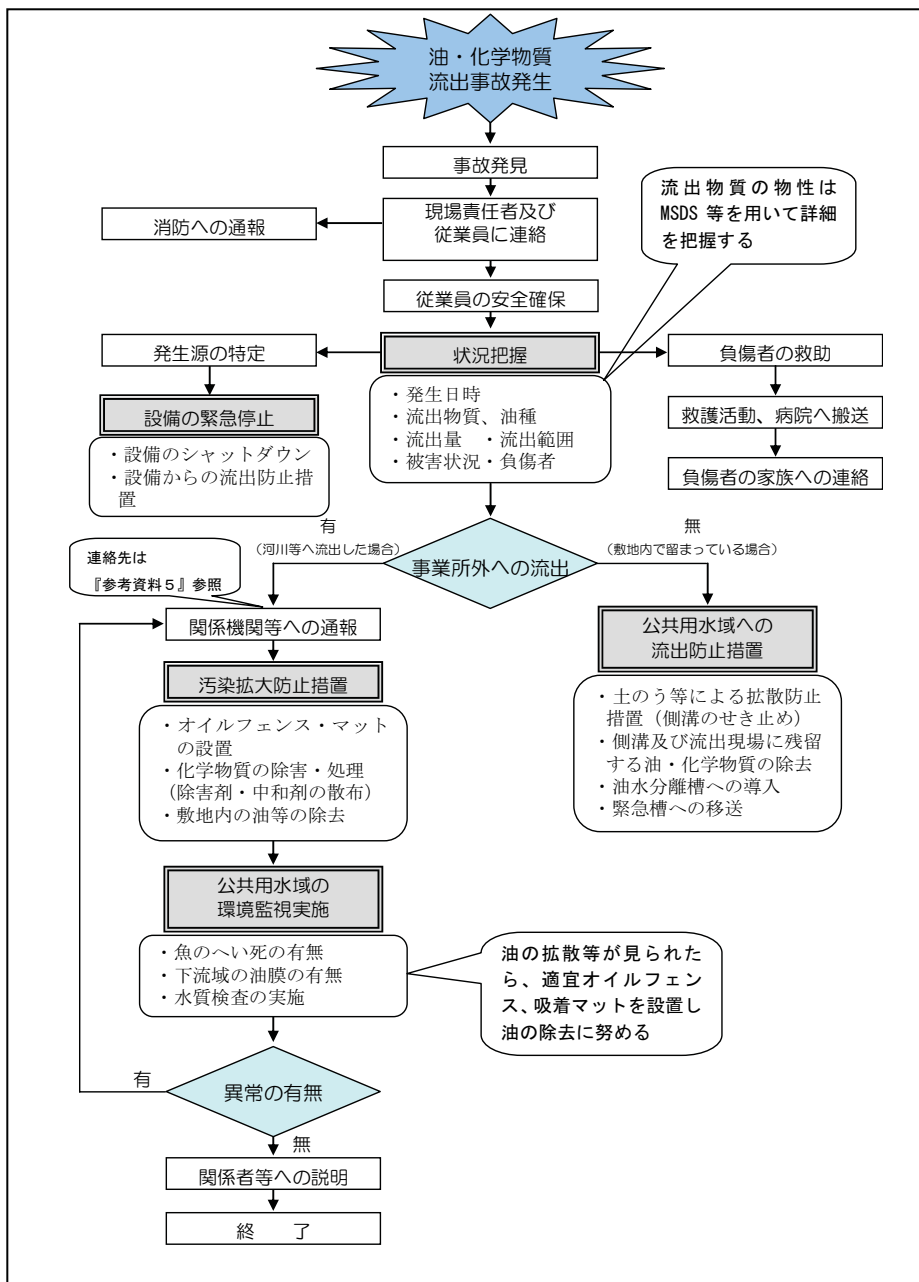 油・化学物質
流出事故発生
事故発見
流出物質の物性は
MSDS 等を用いて詳細
を把握する
消防への通報
現場責任者及び
従業員に連絡
従業員の安全確保
発生源の特定
状況把握
負傷者の救助
・発生日時
・流出物質、油種
・流出量　・流出範囲
・被害状況・負傷者
設備の緊急停止
・設備のシャットダウン
・設備からの流出防止措
置
救護活動、病院へ搬送
負傷者の家族への連絡
有
（河川等へ流出した場合）
無
（敷地内で留まっている場合）
事業所外への流出
連絡先は
『参考資料５』参照
関係機関等への通報
公共用水域への
流出防止措置
汚染拡大防止措置
・オイルフェンス・マット
の設置
・化学物質の除害・処理
（除害剤・中和剤の散布）
・敷地内の油等の除去
・土のう等による拡散防止
措置（側溝のせき止め）
・側溝及び流出現場に残留
する油・化学物質の除去
・油水分離槽への導入
・緊急槽への移送
公共用水域の
環境監視実施
・魚のへい死の有無
・下流域の油膜の有無
・水質検査の実施
油の拡散等が見られた
ら、適宜オイルフェン
ス、吸着マットを設置し
油の除去に努める
有
異常の有無
無
関係者等への説明
終　　了